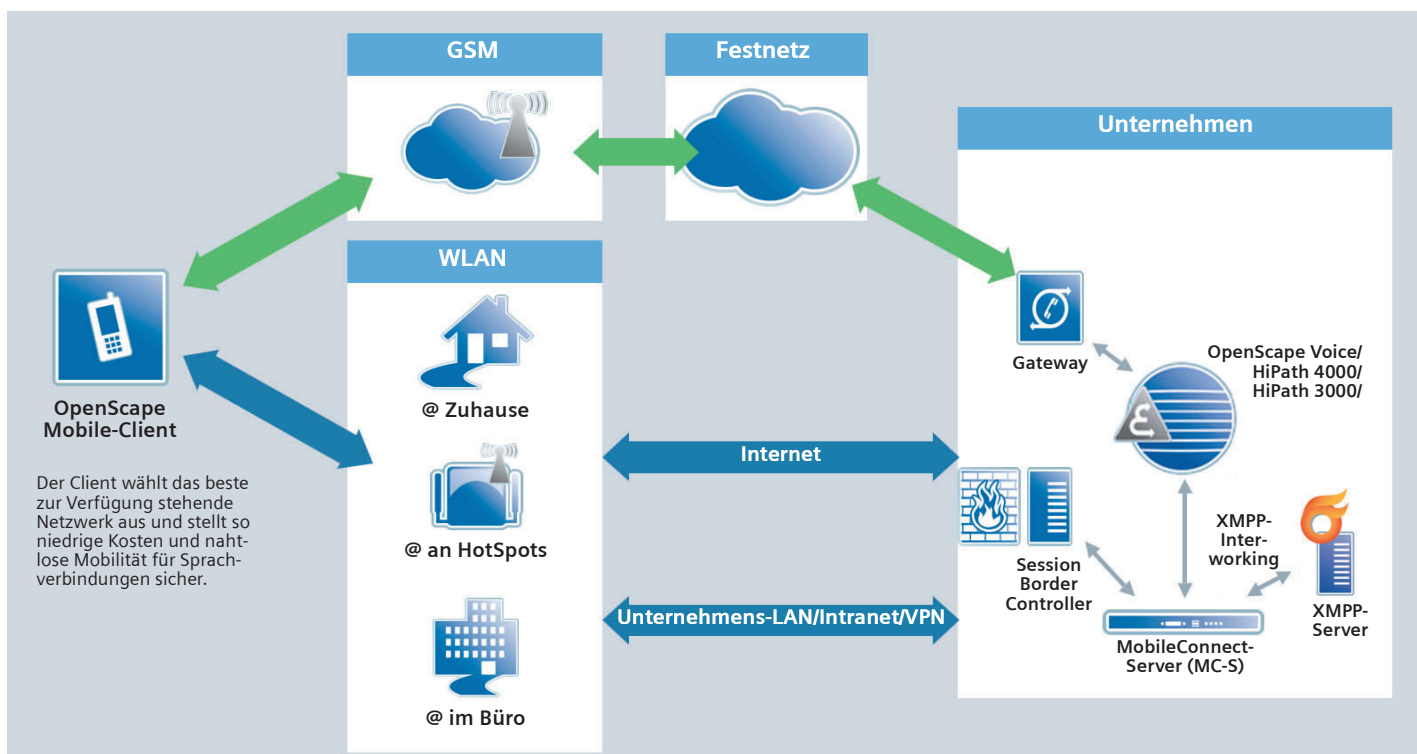 GSM
Festnetz
Unternehmen
WLAN
OpenScape
Mobile-Client
Der Client wählt das beste
zur Verfügung stehende
Netzwerk aus und stellt so
niedrige Kosten und naht-
lose Mobilität für Sprach-
verbindungen sicher.
@ Zuhause
@ an HotSpots
@ im Büro
Internet
Unternehmens-LAN/Intranet/VPN
Gateway
OpenScape Voice/
HiPath 4000/
HiPath 3000/
Session
Border
Controller
XMPP-
Inter-
working
XMPP-
Server
MobileConnect-
Server (MC-S)